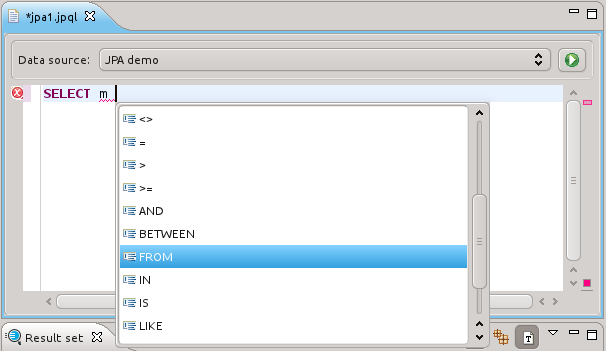 *jpa1.jpql
Data source: JPA demo
SELECT m
<>
=
>
>=
AND
BETWEEN
FROM
IN
IS
LIKE
Result set
T